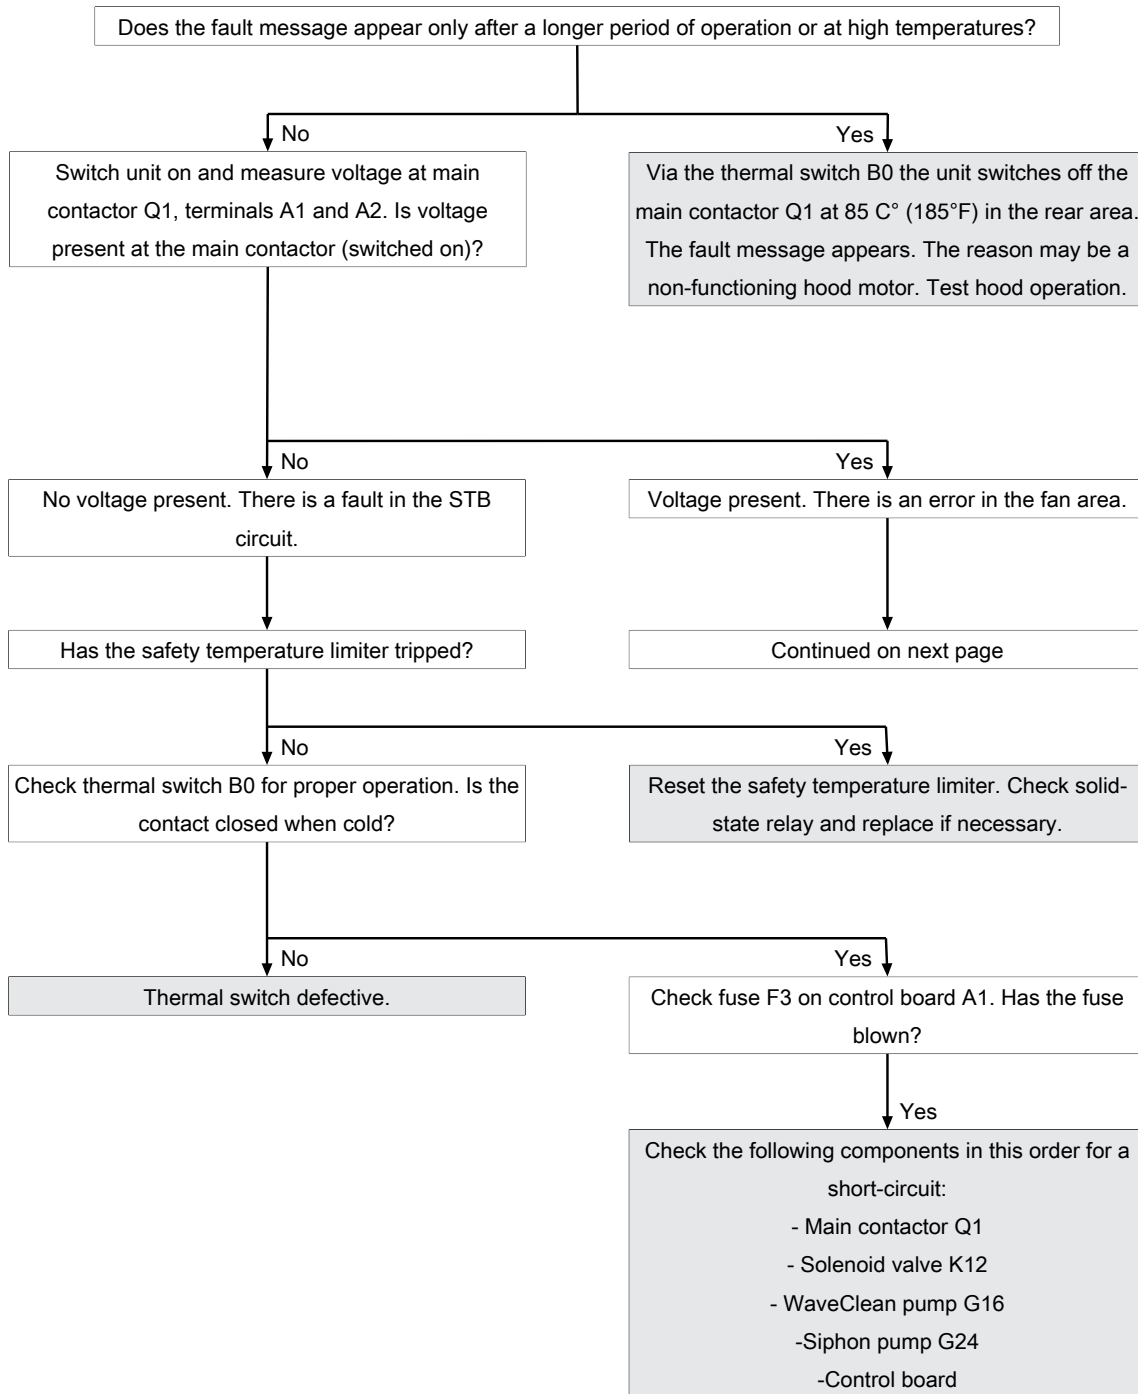 Does the fault message appear only after a longer period of operation or at high temperatures?
No
Yes
Switch unit on and measure voltage at main
contactor Q1, terminals A1 and A2. Is voltage
present at the main contactor (switched on)?
Via the thermal switch B0 the unit switches off the
main contactor Q1 at 85 C° (185°F) in the rear area.
The fault message appears. The reason may be a
non-functioning hood motor. Test hood operation.
No
Yes
No voltage present. There is a fault in the STB
circuit.
Voltage present. There is an error in the fan area.
Has the safety temperature limiter tripped?
Continued on next page
No
Yes
Check thermal switch B0 for proper operation. Is the
contact closed when cold?
Reset the safety temperature limiter. Check solid-
state relay and replace if necessary.
No
Yes
Thermal switch defective.
Check fuse F3 on control board A1. Has the fuse
blown?
Yes
Check the following components in this order for a
short-circuit:
- Main contactor Q1
- Solenoid valve K12
- WaveClean pump G16
-Siphon pump G24
-Control board